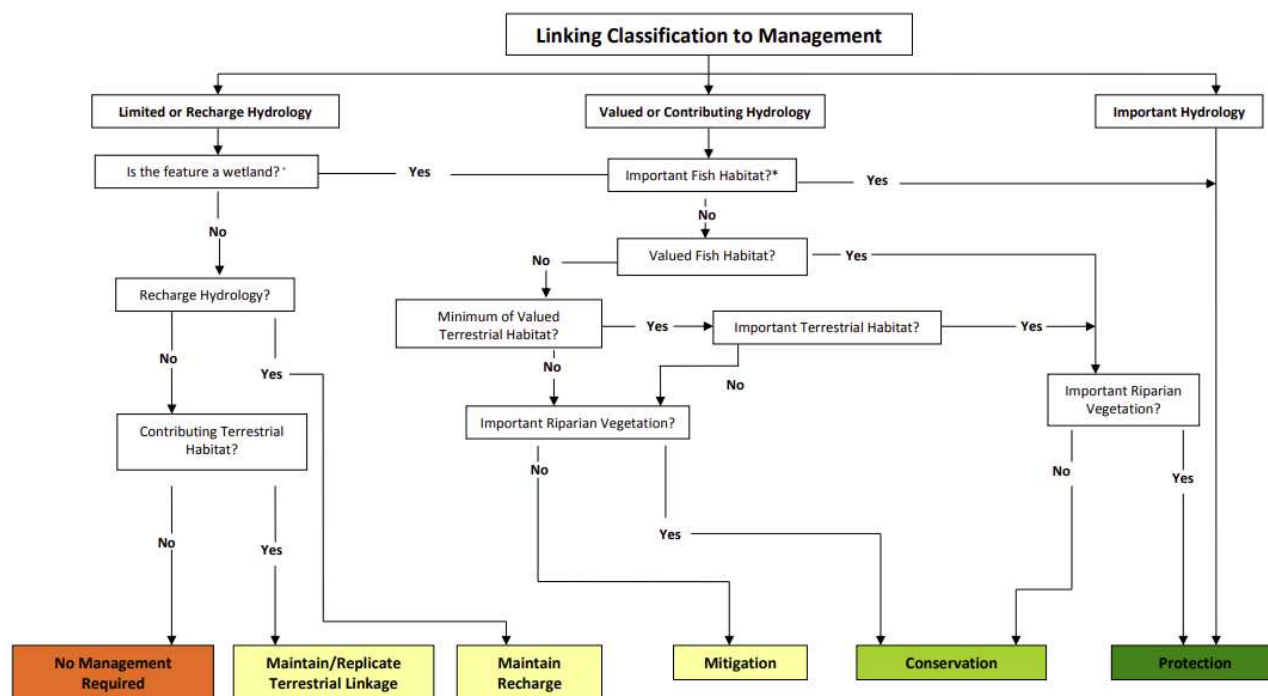 Linking Classification to Management
Limited or Recharge Hydrology
Valued or Contributing Hydrology
Important Hydrology
Is the feature a wetland? *
Yes
Important Fish Habitat?*
Yes
No
No
Valued Fish Habitat?
Yes
No
Recharge Hydrology?
Minimum of Valued
Terrestrial Habitat?
Yes
Important Terrestrial Habitat?
Yes
No
Yes
No
No
Important Riparian
Vegetation?
Important Riparian Vegetation?
Contributing Terrestrial
Habitat?
No
No
Yes
No
Yes
Yes
No
Management
Required
Maintain/Replicate
Terrestrial Linkage
Maintain
Recharge
Mitigation
Conservation
Protection